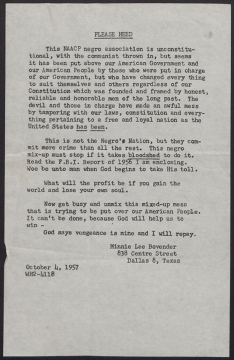 PLEASE HEED
This NAACP negro association is unconstitu-
tional, with the communist thrown in, but seems
it has been put above our American Government and
our American People by those who were put in charge
of our Government, but who have changed every thing
to suit themselves and others regardless of our
Constitution which was founded and framed by honest,
reliable and honorable men of the long past. The
devil and those in charge have made an awful mess
by tampering with our laws, constitution and every-
thing pertaining to a free and loyal nation as the
United States has been.
This is not the Negro's Nation, but they com-
mit more crime than all the rest. This negro
mix-up must stop if it takes bloodshed to do it.
Read the F.B.I. Report of 1956 I am enclosing.
Woe be unto man when God begins to take His toll.
What will the profit be if you gain the
world and lose your own soul.
Now get busy and unmix this mixed-up mess
that is trying to be put over our American People.
It can't be done, because God will help us to
win -
God says vengeance is mine and I will repay.
Minnie Lee Bovender
838 Centre Street
Dallas 8, Texas
October 4, 1957
WH2-4118